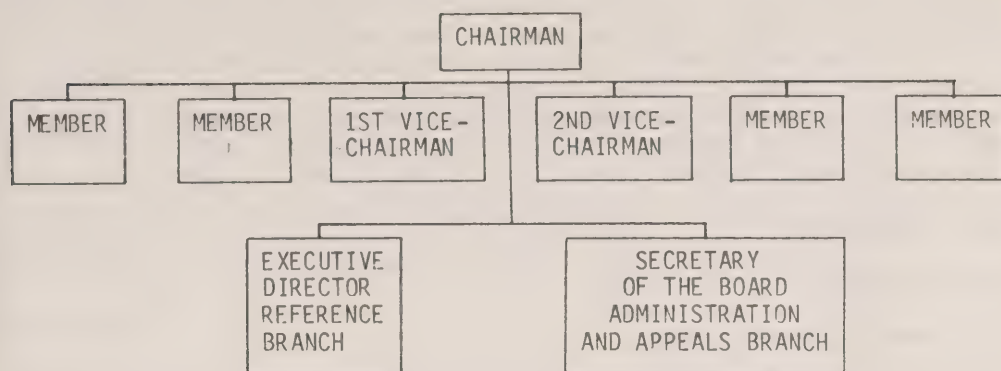 CHAIRMAN
MEMBER
MEMBER
1ST VICE-
CHAIRMAN
2ND VICE-
CHAIRMAN
MEMBER
MEMBER
EXECUTIVE
DIRECTOR
REFERENCE
BRANCH
SECRETARY
OF THE BOARD
ADMINISTRATION
AND APPEALS BRANCH